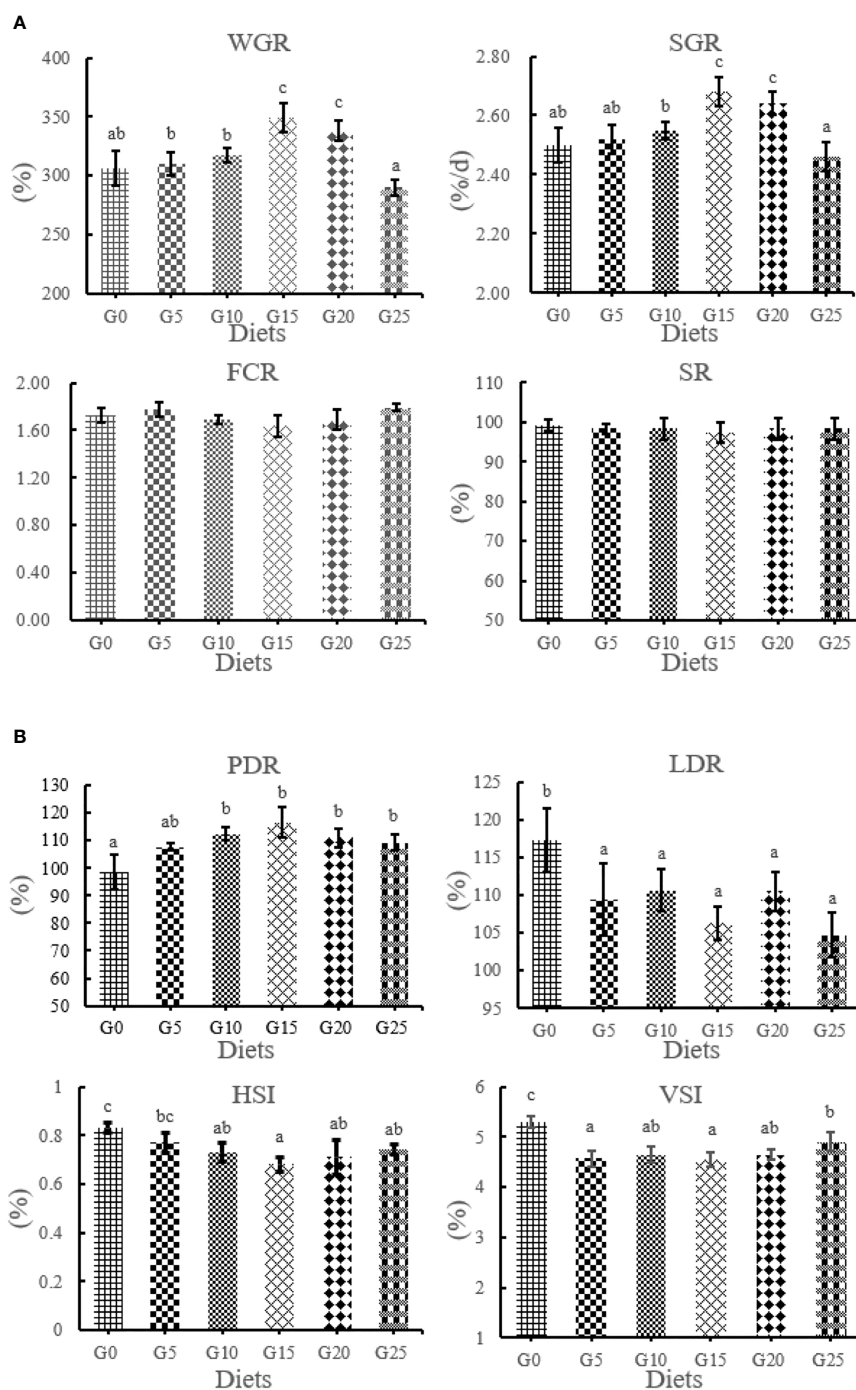 A
WGR
400
350
300
250
200
(%)
ab
b
b
c
c
a
G0 G5 G10 G15 G20 G25
Diets
SGR
2.80
2.60
2.40
2.20
2.00
(%/d)
ab
ab
b
c
c
a
G0 G5 G10 G15 G20 G25
Diets
FCR
2.00
1.60
1.20
0.80
0.40
0.00
G0 G5 G10 G15 G20 G25
Diets
SR
110
100
90
80
70
60
50
(%)
G0 G5 G10 G15 G20 G25
Diets
B
PDR
130
120
110
100
90
80
70
60
50
(%)
a
ab
b
b
b
b
G0 G5 G10 G15 G20 G25
Diets
LDR
125
120
115
110
105
100
95
(%)
b
a
a
a
a
a
G0 G5 G10 G15 G20 G25
Diets
HSI
1
0.8
0.6
0.4
0.2
0
(%)
c
bc
ab
a
ab
ab
G0 G5 G10 G15 G20 G25
Diets
VSI
6
5
4
3
2
1
(%)
c
a
ab
a
ab
b
G0 G5 G10 G15 G20 G25
Diets